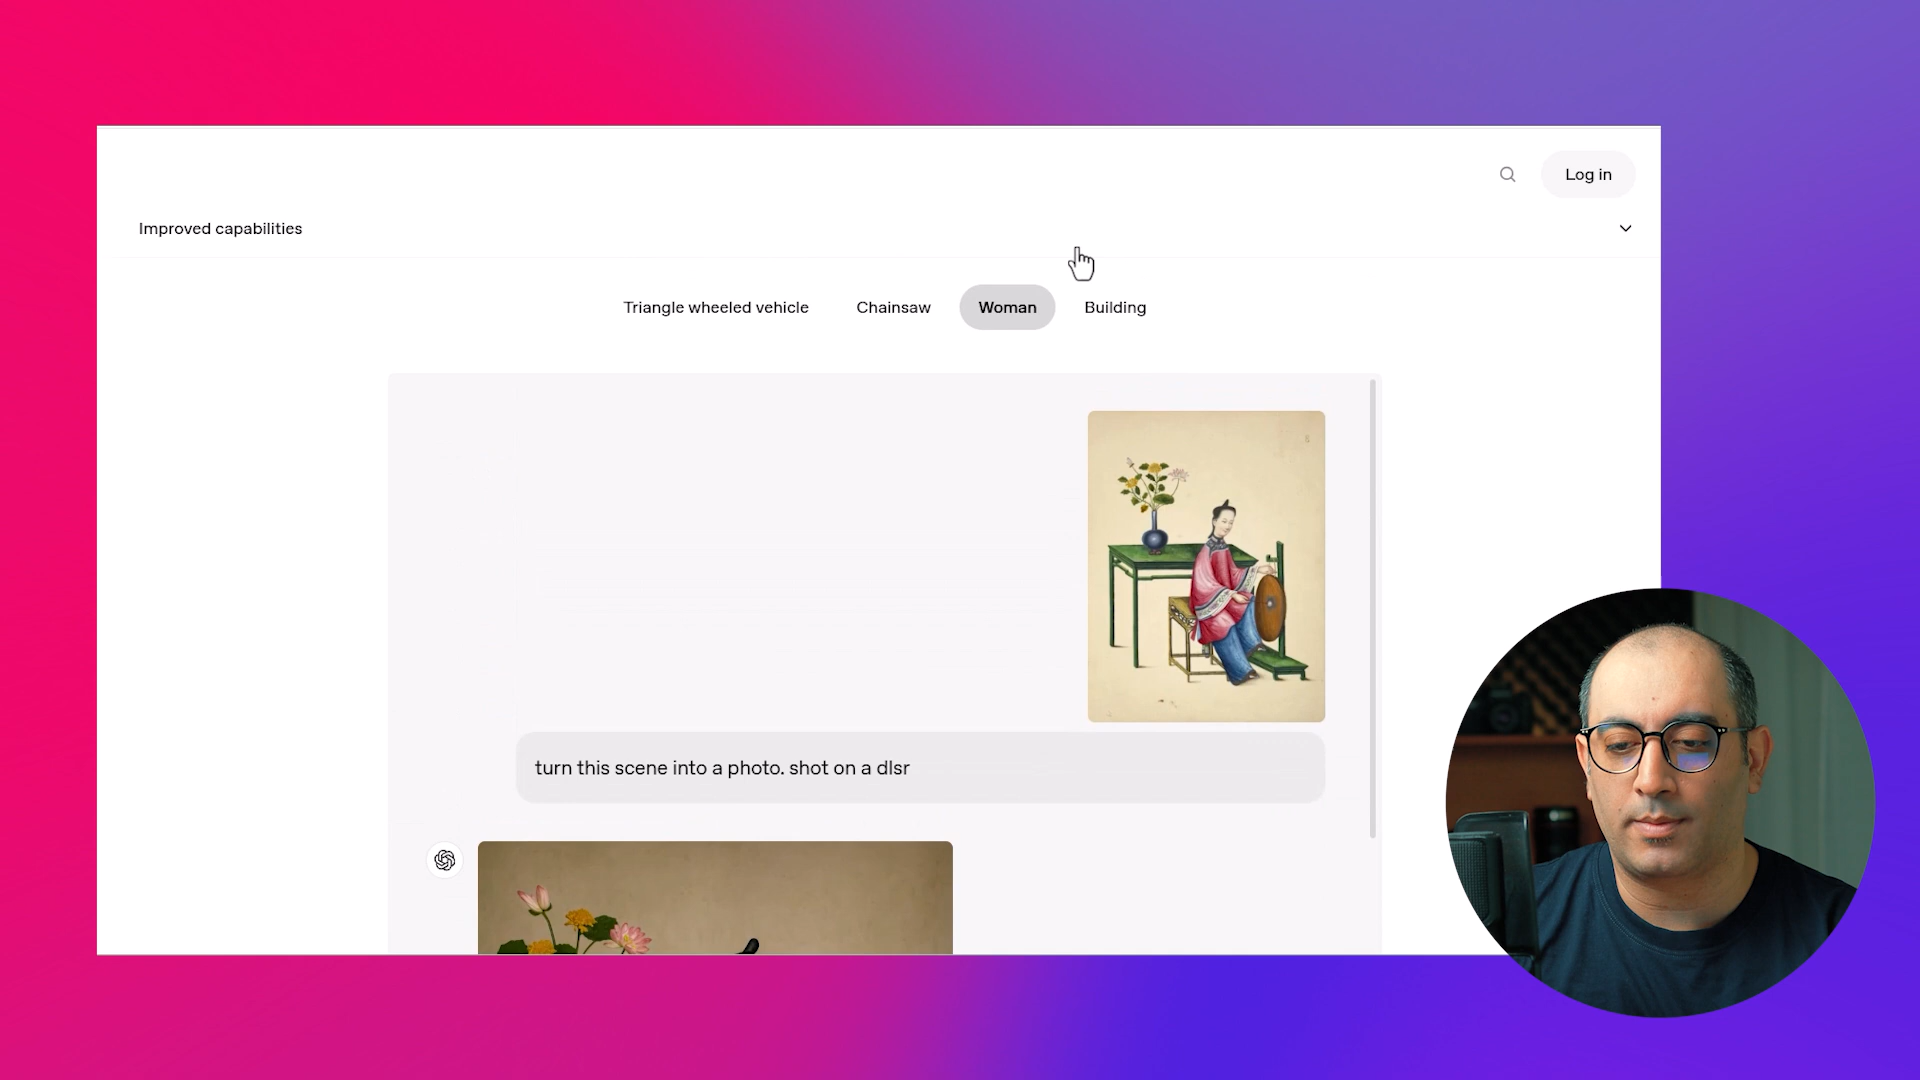 Log in
Improved capabilities
Triangle wheeled vehicle
Chainsaw
Woman
Building
turn this scene into a photo. shot on a dlsr